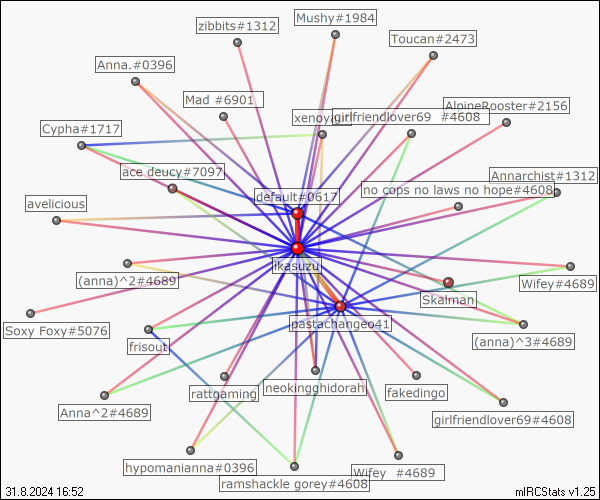 Mushy#1984
zibbits#1312
Toucan#2473
Anna.#0396
Mad #6901
AlpineRooster#2156
xenoya
girlfriendlover69 #4608
Cypha#1717
ace deucy#7097
Annarchist#1312
no cops no laws no hope#4608
default#0617
avelicious
ikasuzu
(anna)^2#4689
Wifey#4689
Skalman
Soxy Foxy#5076
pastachangeo41
(anna)^3#4689
frisout
neokingghidorah
rattgaming
fakedingo
Anna^2#4689
girlfriendlover#4608
hypomanianna#0396
Wifey #4689
ramshackle gorey#4608
31.8.2024 16:52
mIRCStats v1.25